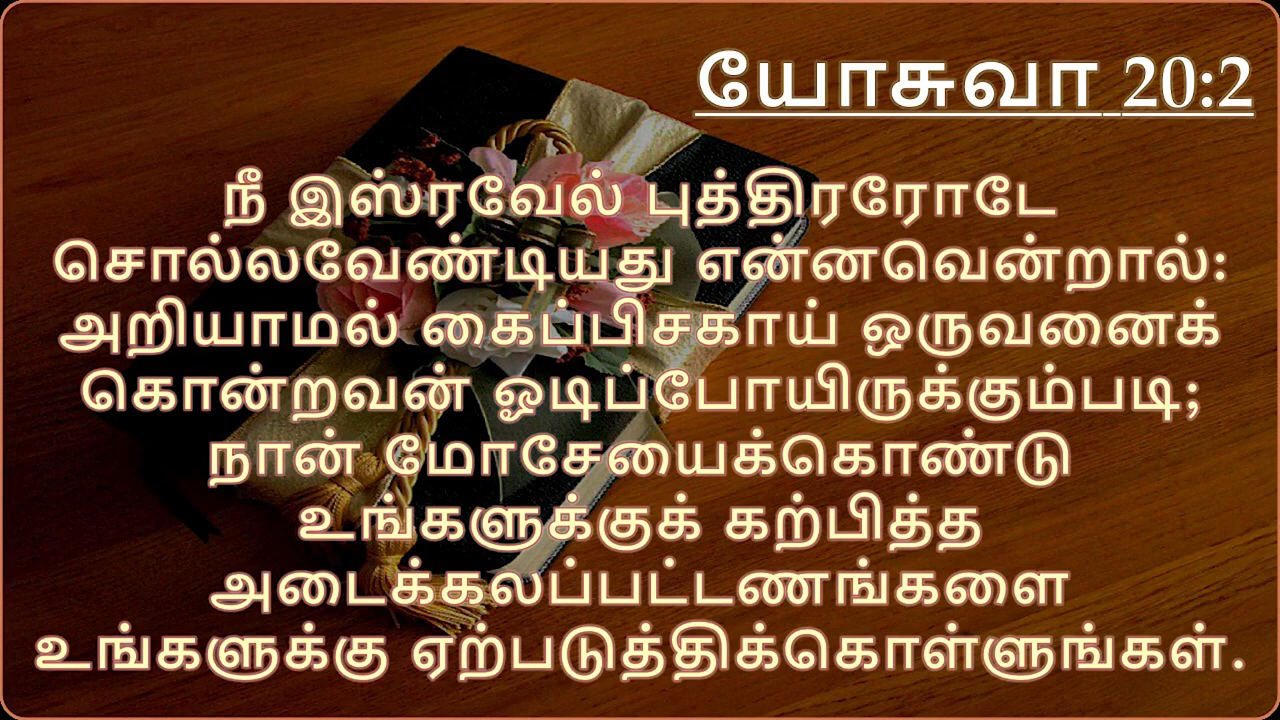 யோசுவா 20:2
நீ இஸ்ரவேல் புத்திரரோடே
சொல்லவேண்டியது என்னவென்றால்:
அறியாமல் கைப்பிசகாய் ஒருவனைக்
கொன்றவன் ஓடிப்போயிருக்கும்படி;
நான் மோசேயைக்கொண்டு
உங்களுக்குக் கற்பித்த
அடைக்கலப்பட்டணங்களை
உங்களுக்கு ஏற்படுத்திக்கொள்ளுங்கள்.